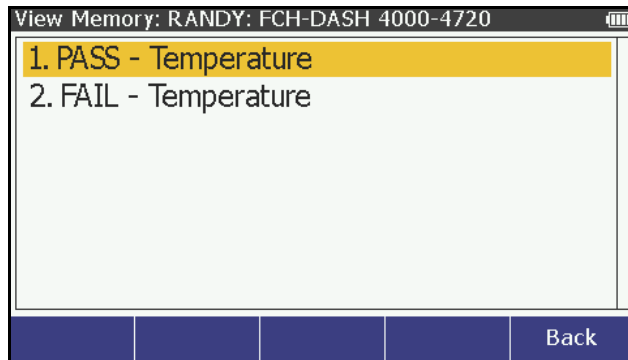 View Memory: RANDY: FCH-DASH 4000-4720
1. PASS - Temperature
2. FAIL - Temperature
Back